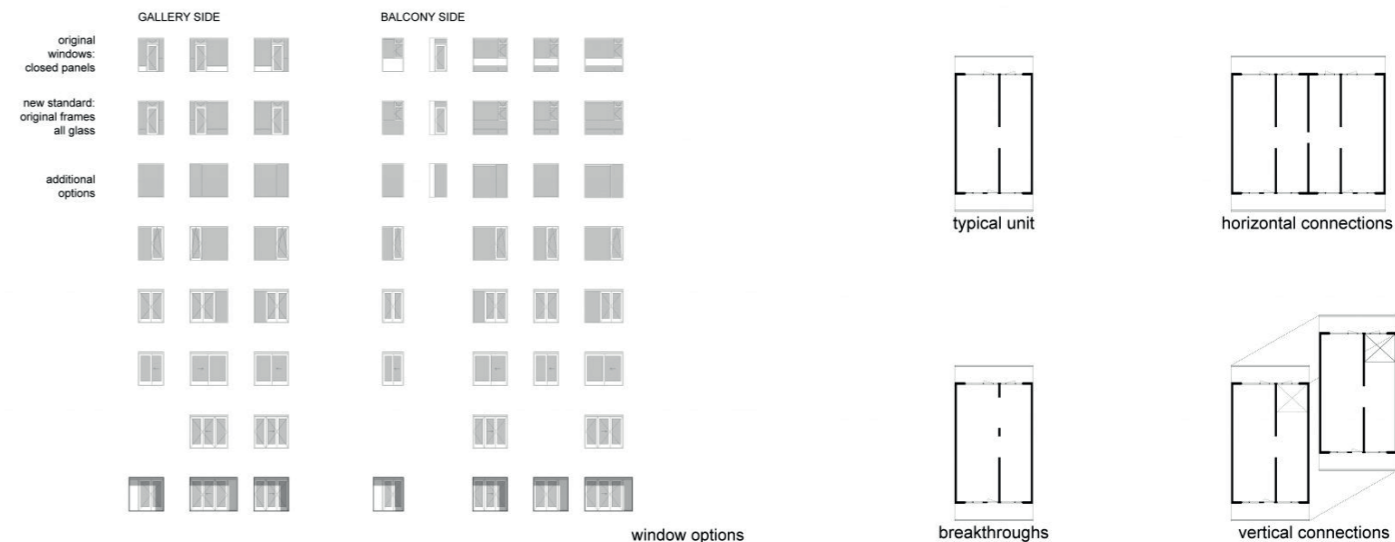 GALLERY SIDE
BALCONY SIDE
original
windows:
closed panels
new standard:
original frames
all glass
additional
options
window options
typical unit
horizontal connections
breakthroughs
vertical connections